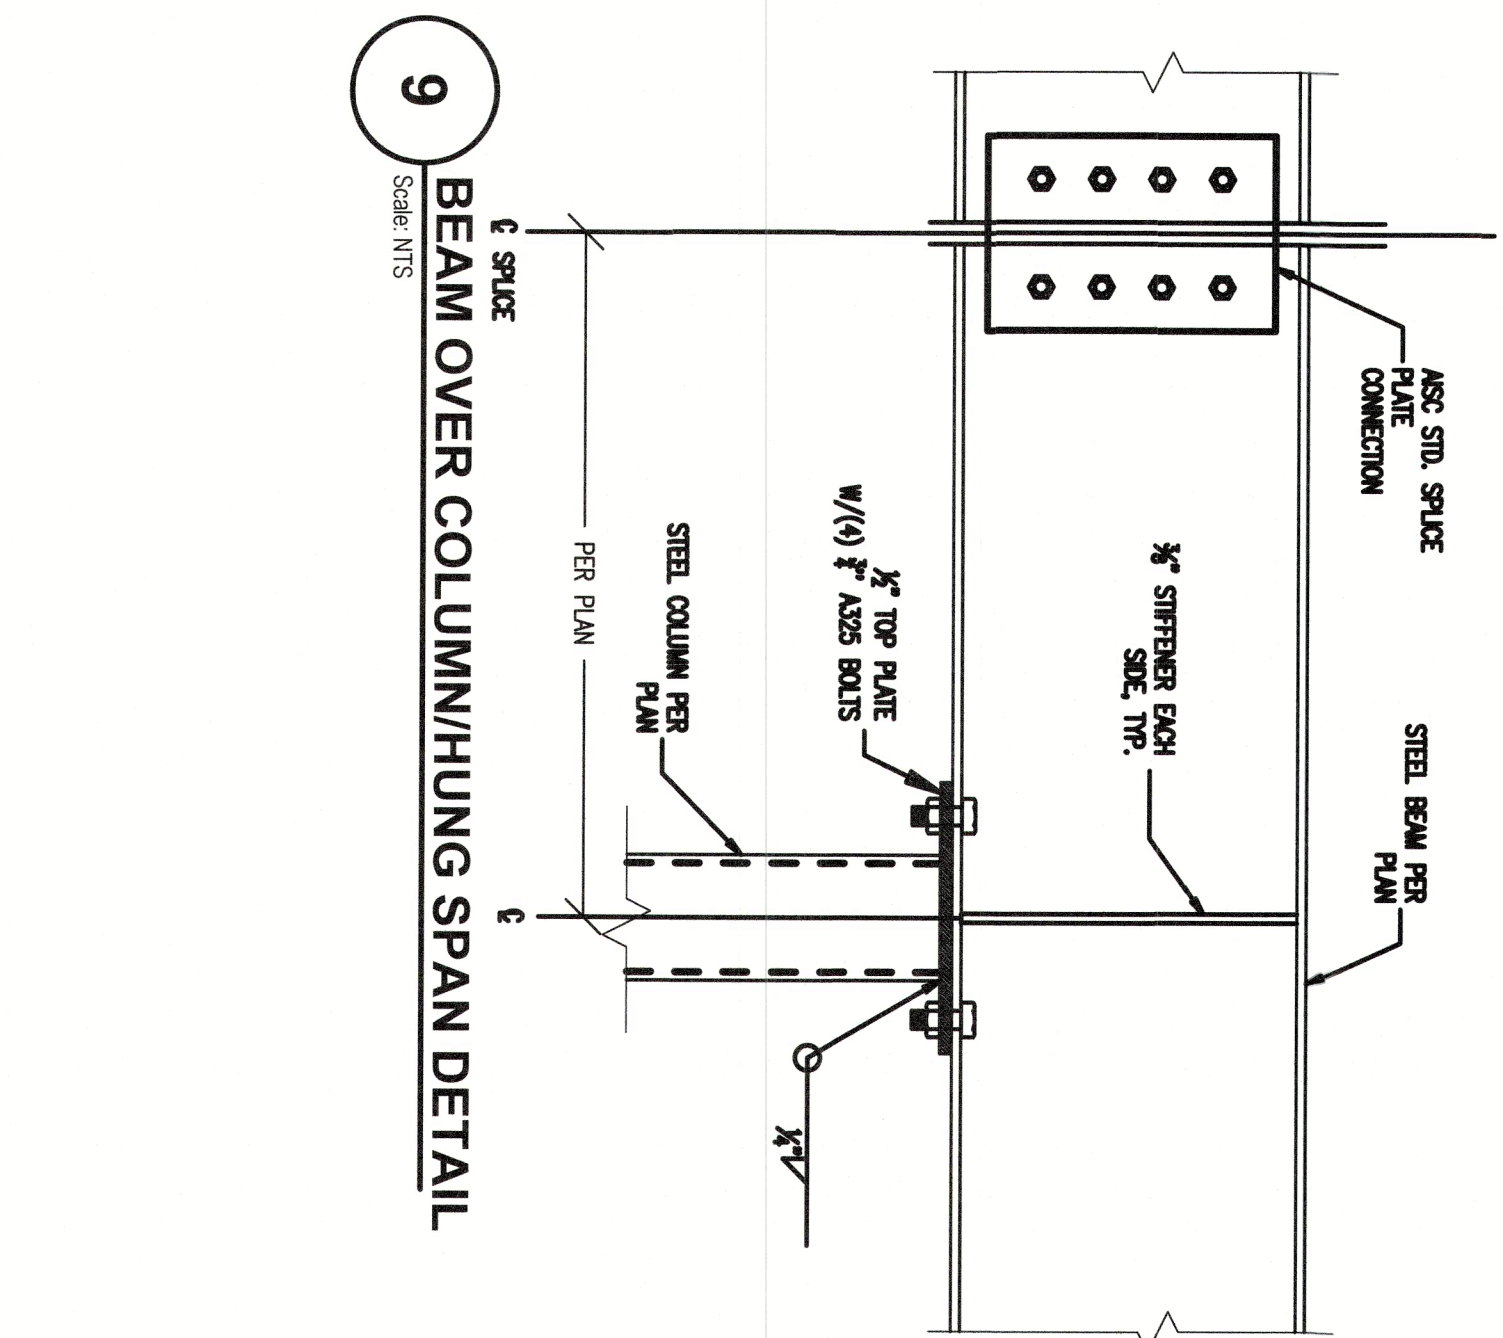 STEEL BEAM PER
PLAN
AISC STD. SPLICE
PLATE
CONNECTION
⅜" STIFFENER EACH
SIDE, TYP.
½" TOP PLATE
W/(4) ¾" A325 BOLTS
STEEL COLUMN PER
PLAN
¼"
PER PLAN
℄ SPLICE
℄
9
BEAM OVER COLUMN/HUNG SPAN DETAIL
Scale: NTS